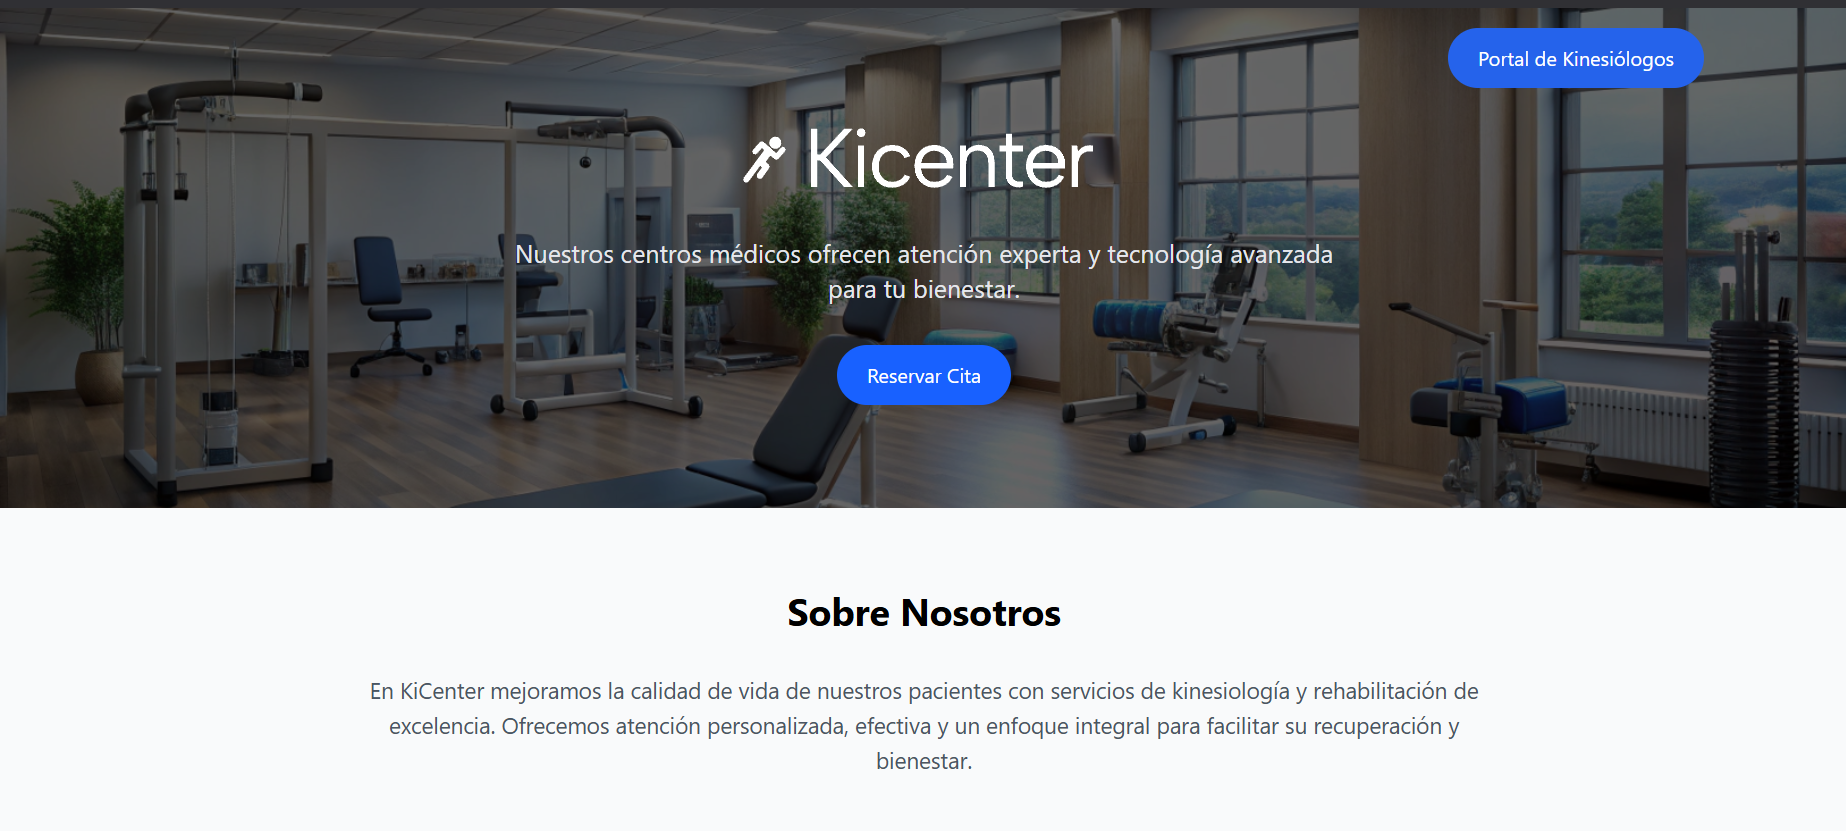 Portal de Kinesiólogos
Kicenter
Nuestros centros médicos ofrecen atención experta y tecnología avanzada
para tu bienestar.
Reservar Cita
Sobre Nosotros
En KiCenter mejoramos la calidad de vida de nuestros pacientes con servicios de kinesiología y rehabilitación de
excelencia. Ofrecemos atención personalizada, efectiva y un enfoque integral para facilitar su recuperación y
bienestar.